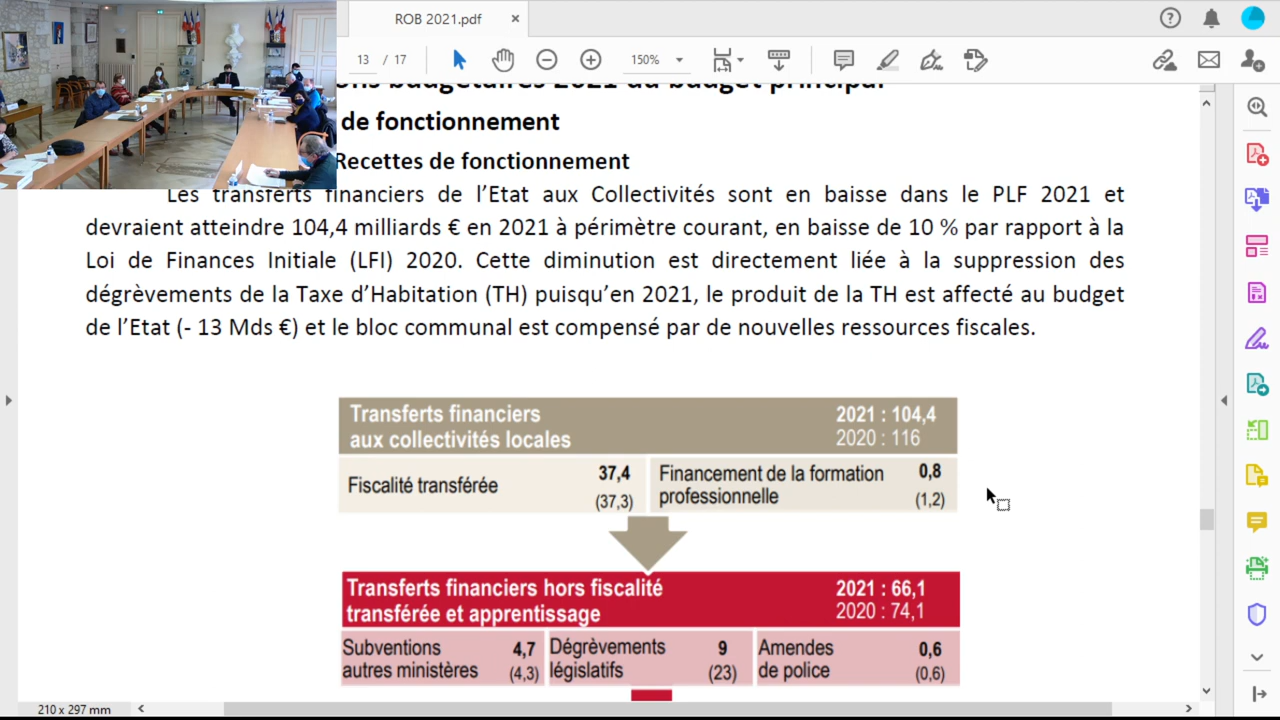 ROB 2021.pdf
13 / 17
150%
ons budgétaires 2021 du budget principal
de fonctionnement
Recettes de fonctionnement
Les transferts financiers de l’Etat aux Collectivités sont en baisse dans le PLF 2021 et
devraient atteindre 104,4 milliards € en 2021 à périmètre courant, en baisse de 10 % par rapport à la
Loi de Finances Initiale (LFI) 2020. Cette diminution est directement liée à la suppression des
dégrèvements de la Taxe d’Habitation (TH) puisqu’en 2021, le produit de la TH est affecté au budget
de l’Etat (- 13 Mds €) et le bloc communal est compensé par de nouvelles ressources fiscales.
Transferts financiers 2021 : 104,4
aux collectivités locales 2020 : 116
Fiscalité transférée 37,4 (37,3)
Financement de la formation 0,8
professionnelle (1,2)
Transferts financiers hors fiscalité 2021 : 66,1
transférée et apprentissage 2020 : 74,1
Subventions 4,7
autres ministères (4,3)
Dégrèvements 9
législatifs (23)
Amendes 0,6
de police (0,6)
210 x 297 mm